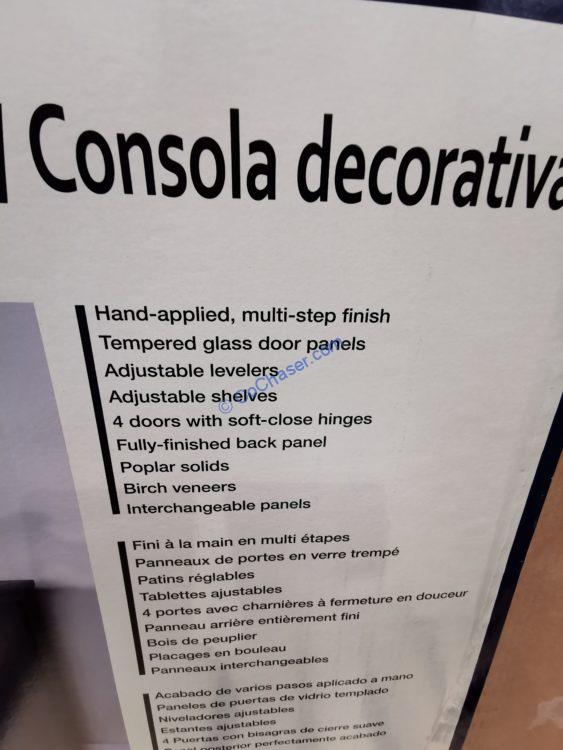 Consola decorativa
Hand-applied, multi-step finish
Tempered glass door panels
Adjustable levelers
Adjustable shelves
4 doors with soft-close hinges
Fully-finished back panel
Poplar solids
Birch veneers
Interchangeable panels
© CoChaser.com
Fini à la main en multi étapes
Panneaux de portes en verre trempé
Patins réglables
Tablettes ajustables
4 portes avec charnières à fermeture en douceur
Panneau arrière entièrement fini
Bois de peuplier
Placages en bouleau
Panneaux interchangeables
Acabado de varios pasos aplicado a mano
Paneles de puertas de vidrio templado
Niveladores ajustables
Estantes ajustables
4 Puertas con bisagras de cierre suave
posterior perfectamente acabado